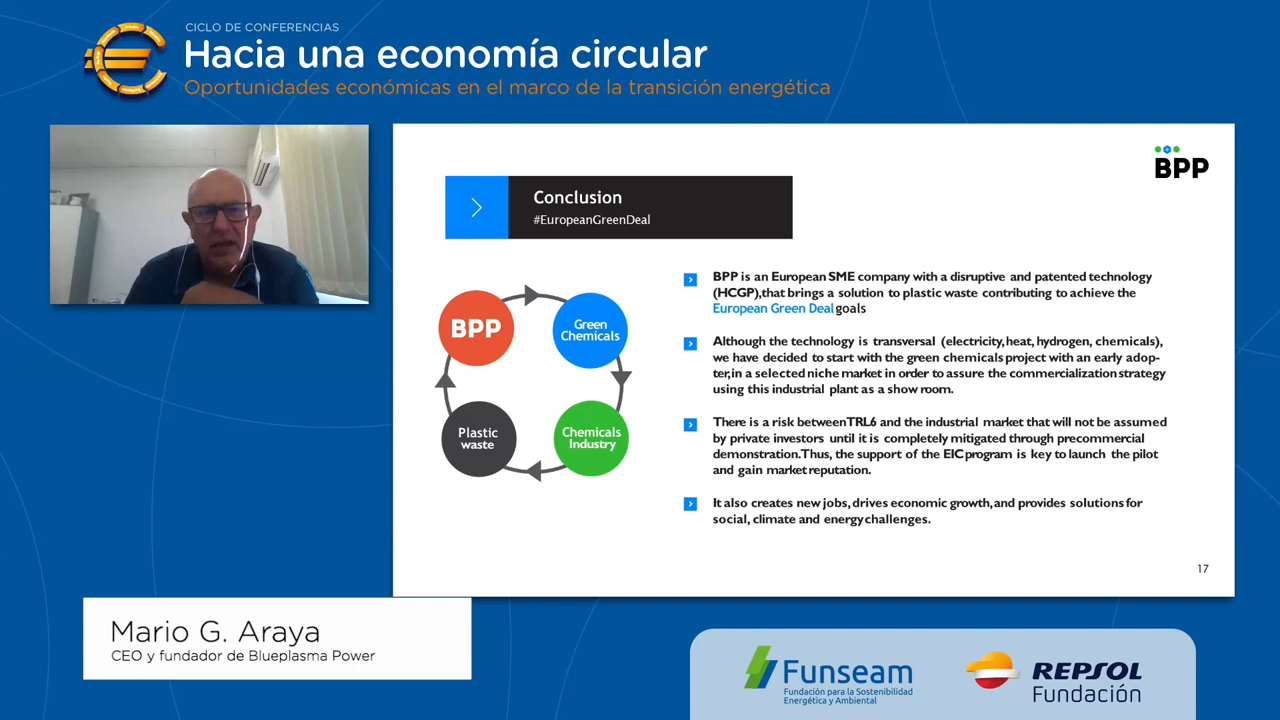 CICLO DE CONFERENCIAS
Hacia una economía circular
Oportunidades económicas en el marco de la transición energética
BPP
Conclusion
#EuropeanGreenDeal
BPP
Green
Chemicals
Plastic
waste
Chemicals
Industry
BPP is an European SME company with a disruptive and patented technology
(HCGP),that brings a solution to plastic waste contributing to achieve the
European Green Deal goals
Although the technology is transversal (electricity, heat, hydrogen, chemicals),
we have decided to start with the green chemicals project with an early adop-
ter, in a selected niche market in order to assure the commercialization strategy
using this industrial plant as a show room.
There is a risk between TRL6 and the industrial market that will not be assumed
by private investors until it is completely mitigated through precommercial
demonstration. Thus, the support of the EIC program is key to launch the pilot
and gain market reputation.
It also creates new jobs, drives economic growth, and provides solutions for
social, climate and energy challenges.
17
Mario G. Araya
CEO y fundador de Blueplasma Power
Funseam
Fundación para la Sostenibilidad
Energética y Ambiental
REPSOL
Fundación